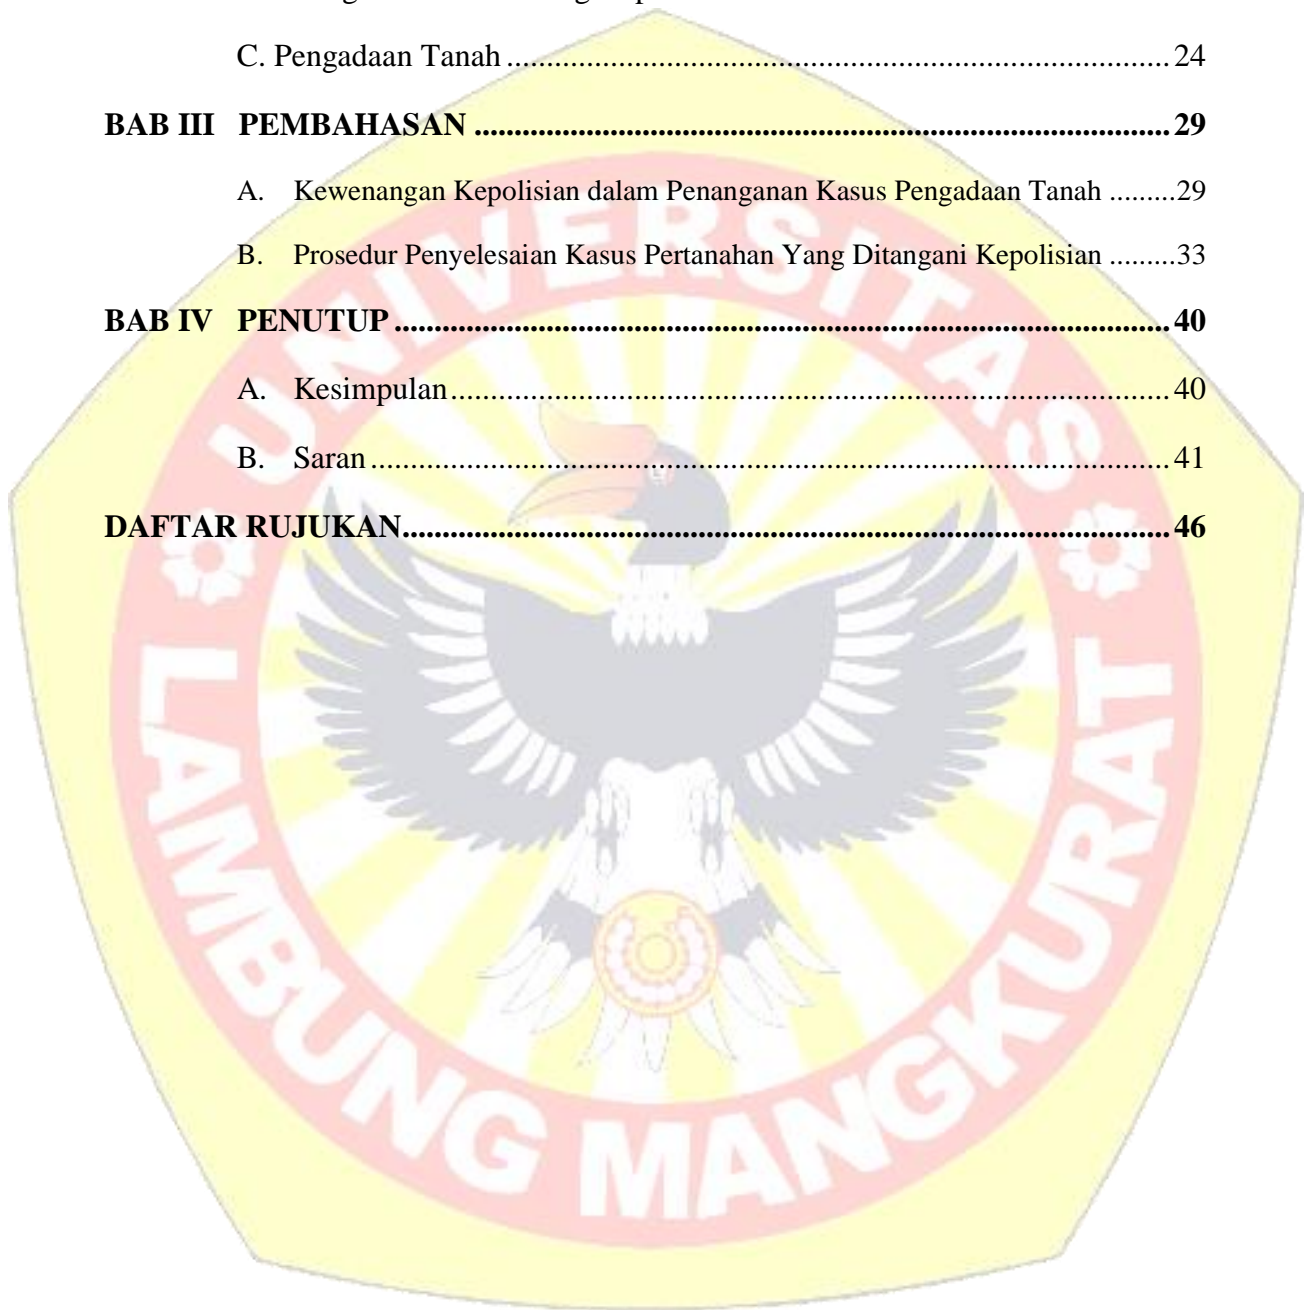 C. Pengadaan Tanah ........................................................................................ 24
BAB III PEMBAHASAN ............................................................................................. 29
A. Kewenangan Kepolisian dalam Penanganan Kasus Pengadaan Tanah .........29
B. Prosedur Penyelesaian Kasus Pertanahan Yang Ditangani Kepolisian .........33
BAB IV PENUTUP ........................................................................................................ 40
A. Kesimpulan ................................................................................................ 40
B. Saran ........................................................................................................... 41
DAFTAR RUJUKAN ...................................................................................................... 46
UNIVERSITAS
LAMBUNG MANGKURAT